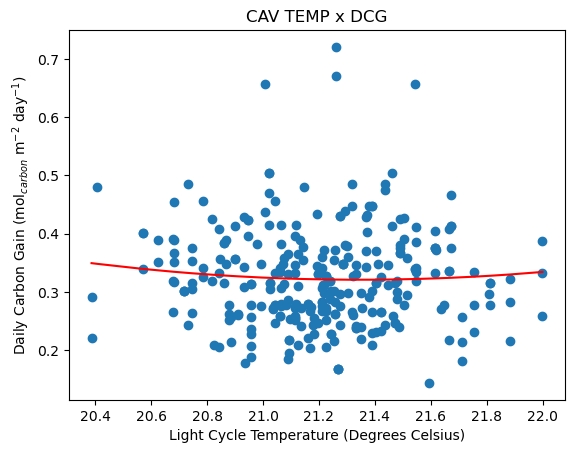 CAV TEMP x DCG
Daily Carbon Gain (mol_carbon m⁻² day⁻¹)
0.7
0.6
0.5
0.4
0.3
0.2
20.4 20.6 20.8 21.0 21.2 21.4 21.6 21.8 22.0
Light Cycle Temperature (Degrees Celsius)